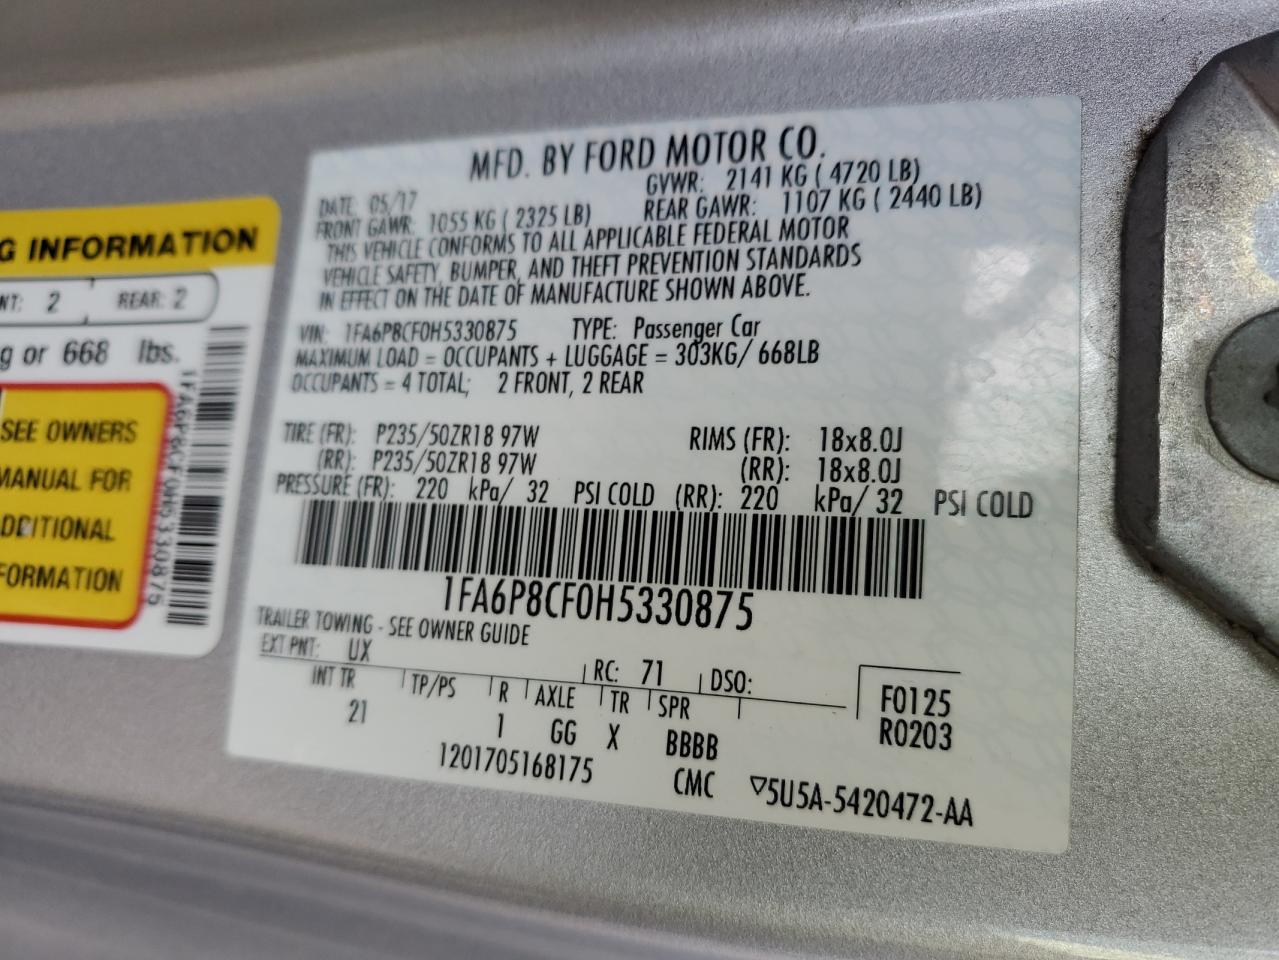 MFD. BY FORD MOTOR CO.
DATE: 05/17 GVWR: 2141 KG ( 4720 LB)
FRONT GAWR: 1055 KG ( 2325 LB) REAR GAWR: 1107 KG ( 2440 LB)
THIS VEHICLE CONFORMS TO ALL APPLICABLE FEDERAL MOTOR
VEHICLE SAFETY, BUMPER, AND THEFT PREVENTION STANDARDS
IN EFFECT ON THE DATE OF MANUFACTURE SHOWN ABOVE.
VIN: 1FA6P8CF0H5330875 TYPE: Passenger Car
MAXIMUM LOAD = OCCUPANTS + LUGGAGE = 303KG/ 668LB
OCCUPANTS = 4 TOTAL; 2 FRONT, 2 REAR
TIRE (FR): P235/50ZR18 97W RIMS (FR): 18x8.0J
(RR): P235/50ZR18 97W (RR): 18x8.0J
PRESSURE (FR): 220 kPa/ 32 PSI COLD (RR): 220 kPa/ 32 PSI COLD
1FA6P8CF0H5330875
TRAILER TOWING - SEE OWNER GUIDE
EXT PNT: UX RC: 71 DSO:
INT TR TP/PS R AXLE TR SPR
21 1 GG X BBBB
F0125
R0203
1201705168175 CMC ▽5U5A-5420472-AA
G INFORMATION
NT: 2 REAR: 2
g or 668 lbs.
SEE OWNERS
MANUAL FOR
DDITIONAL
FORMATION
1FA6P8CF0H5330875